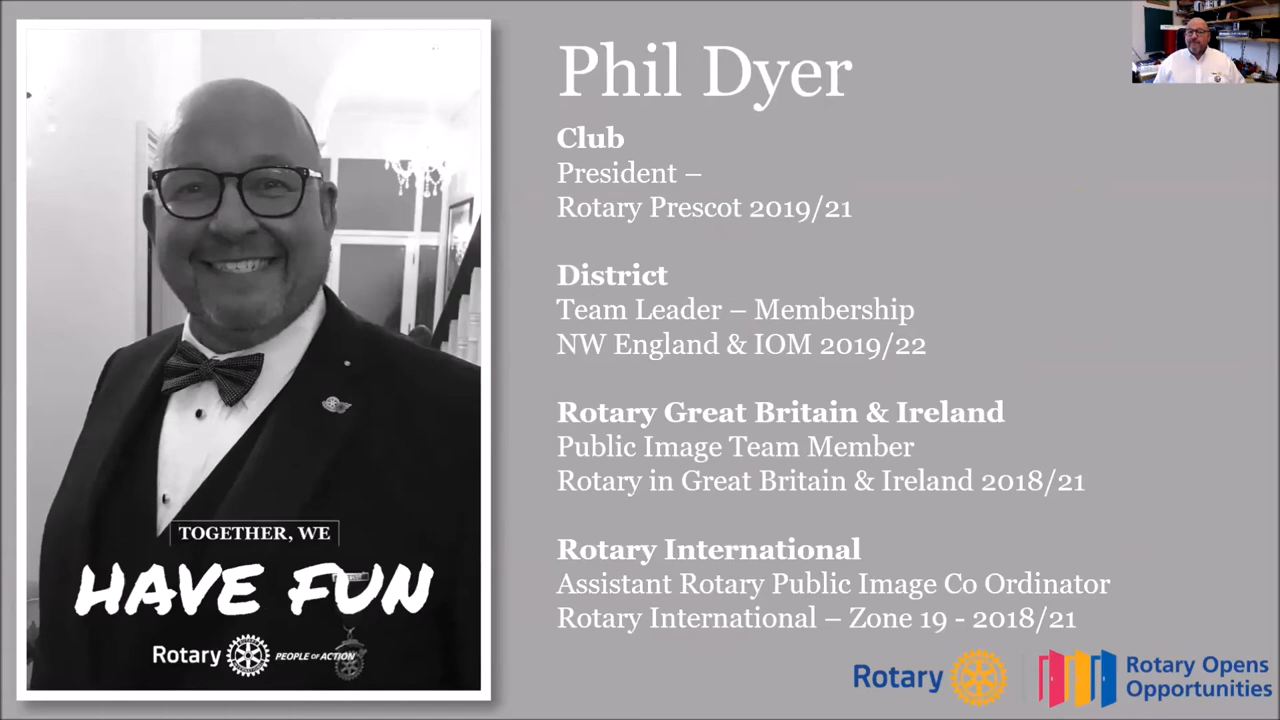 Phil Dyer
Club
President –
Rotary Prescot 2019/21
District
Team Leader – Membership
NW England & IOM 2019/22
Rotary Great Britain & Ireland
Public Image Team Member
Rotary in Great Britain & Ireland 2018/21
Rotary International
Assistant Rotary Public Image Co Ordinator
Rotary International – Zone 19 - 2018/21
TOGETHER, WE
HAVE FUN
Rotary PEOPLE OF ACTION
Rotary
Rotary Opens
Opportunities